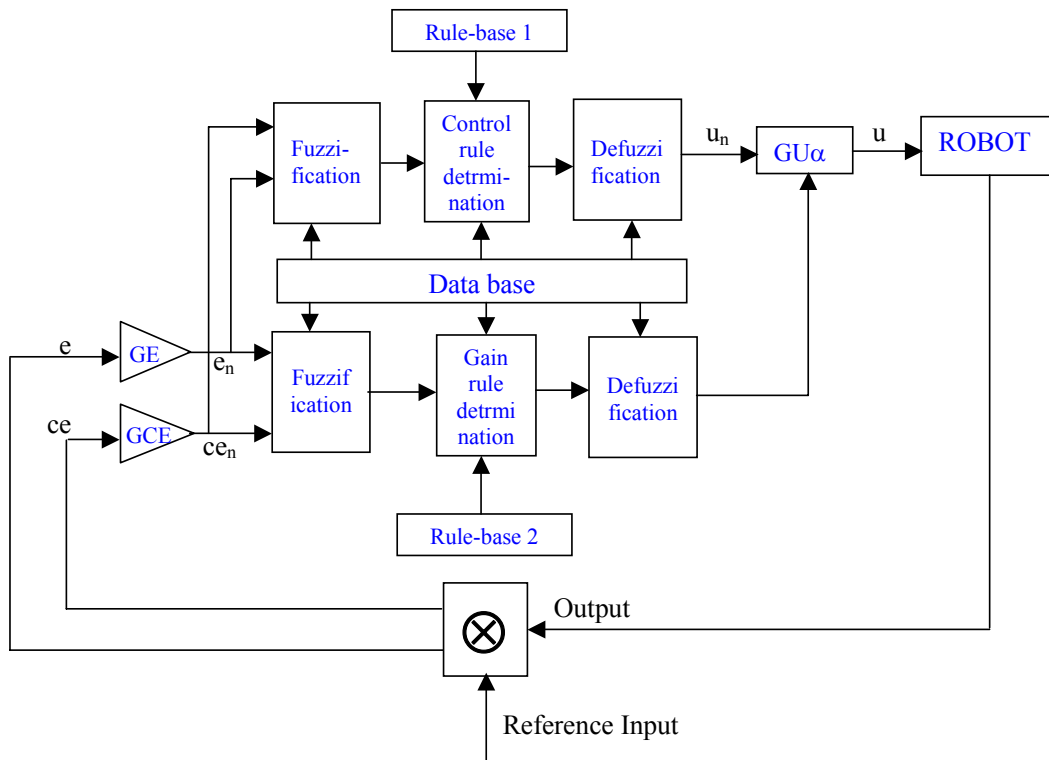 Rule-base 1
Fuzzi-
fication
Control
rule
detrmi-
nation
Defuzzi
fication
uₙ
GUα
u
ROBOT
Data base
e
GE
eₙ
ce
GCE
ceₙ
Fuzzif
ication
Gain
rule
detrmi
nation
Defuzzi
fication
Rule-base 2
Output
⊗
Reference Input